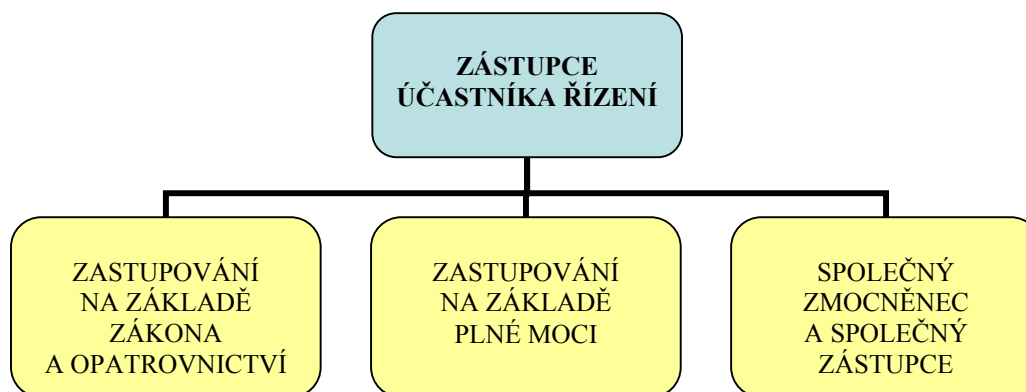 ZÁSTUPCE
ÚČASTNÍKA ŘÍZENÍ
ZASTUPOVÁNÍ
NA ZÁKLADĚ
ZÁKONA
A OPATROVNICTVÍ
ZASTUPOVÁNÍ
NA ZÁKLADĚ
PLNÉ MOCI
SPOLEČNÝ
ZMOCNĚNEC
A SPOLEČNÝ
ZÁSTUPCE